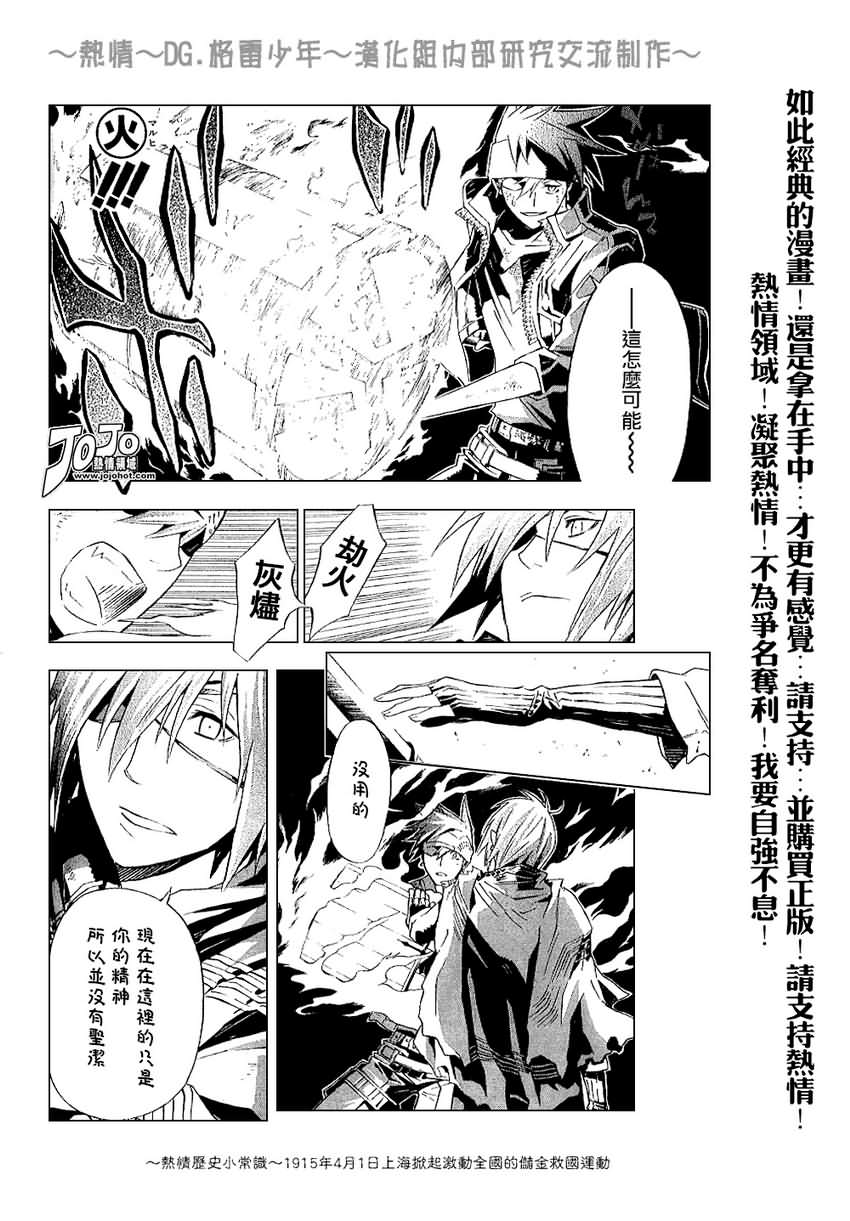 ～熱情～DG.格雷少年～漢化組内部研究交流制作～
如此經典的漫畫！還是拿在手中…才更有感覺…請支持…並購買正版！請支持熱情！
熱情領域！凝聚熱情！不為爭名奪利！我要自強不息！
火
!!!
——這怎麼可能～～
JOJO
熱情領域
www.jojohot.com
劫火
灰燼
沒用的
現在在這裡的只是
你的精神
所以並沒有聖潔
～熱情歷史小常識～1915年4月1日上海掀起激動全國的儲金救國運動